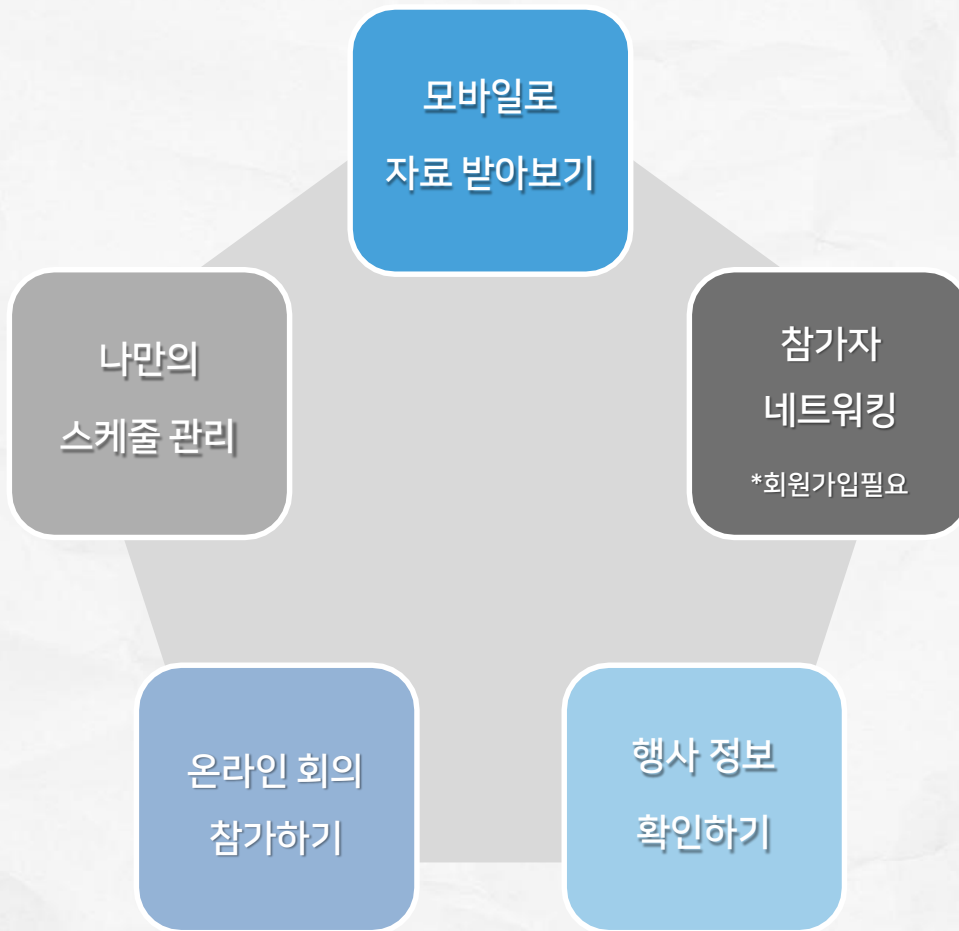 모바일로
자료 받아보기
나만의
스케줄 관리
참가자
네트워킹
*회원가입필요
온라인 회의
참가하기
행사 정보
확인하기